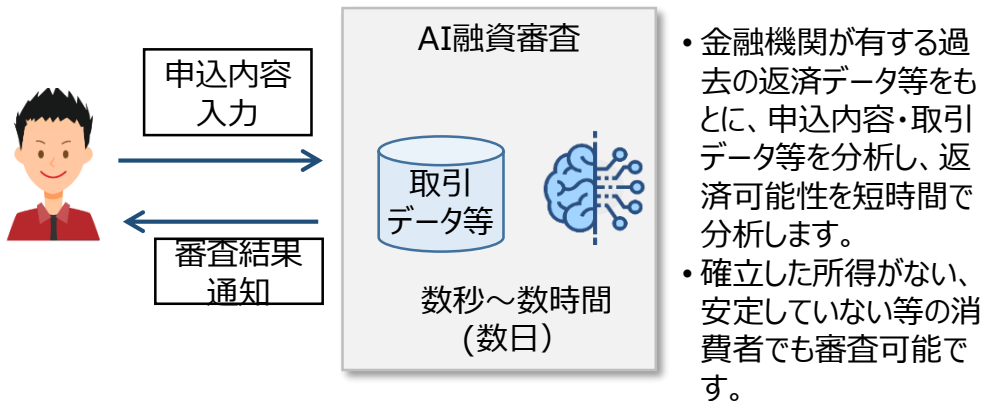 申込内容
入力
審査結果
通知
AI融資審査
取引
データ等
数秒～数時間
(数日）
• 金融機関が有する過
去の返済データ等をも
とに、申込内容・取引
データ等を分析し、返
済可能性を短時間で
分析します。
• 確立した所得がない、
安定していない等の消
費者でも審査可能で
す。